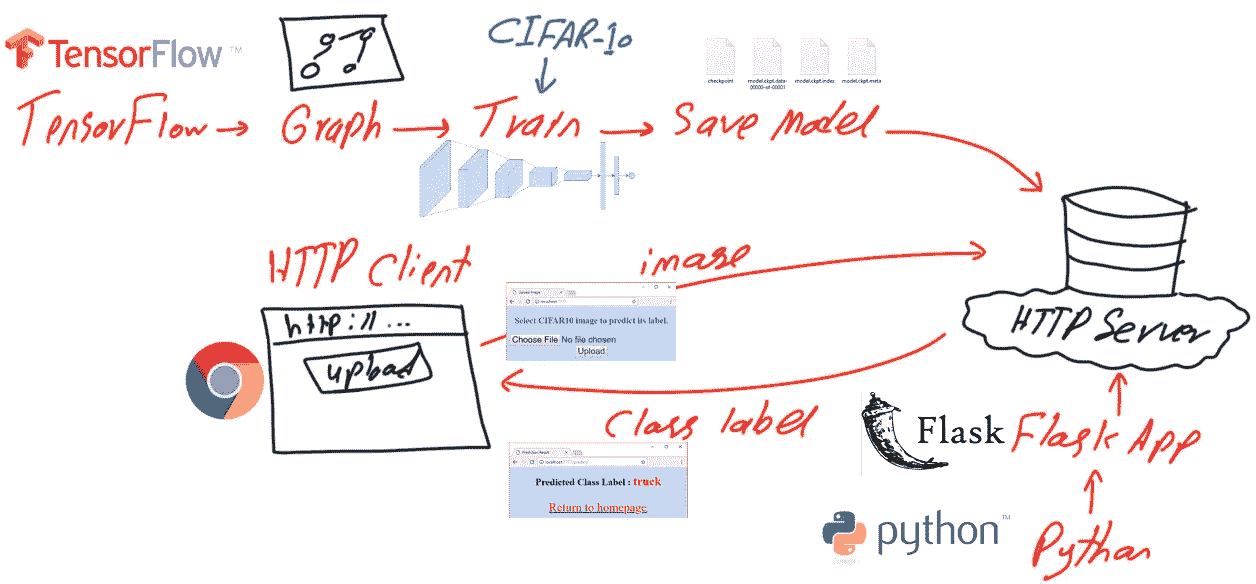 TensorFlow™
CIFAR-10
checkpoint
model.ckpt.data-
00000-of-00001
model.ckpt.index
model.ckpt.meta
TensorFlow → Graph → Train → Save Model
HTTP Client
image
http://...
upload
Upload Image
Select CIFAR10 image to predict its label.
Choose File No file chosen
Upload
HTTP Server
Class label
Prediction Result
Predicted Class Label : truck
Return to homepage
Flask
Flask App
python™
Python